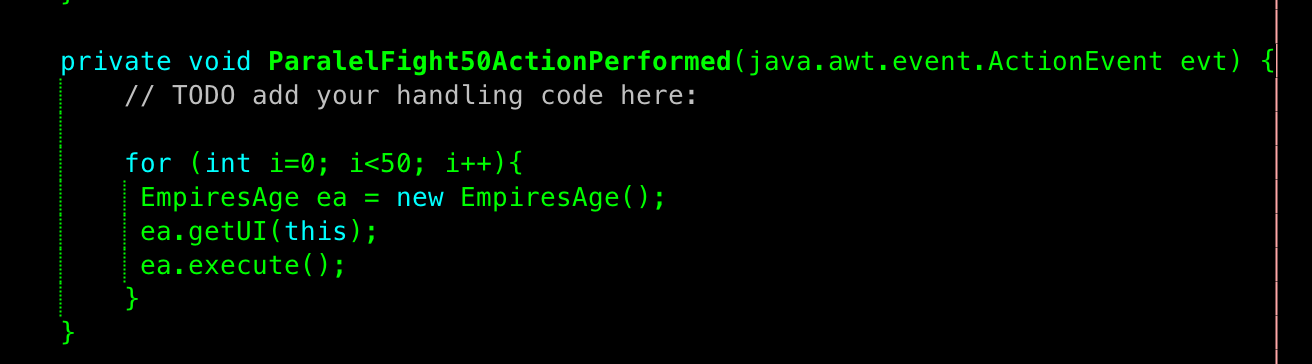 }
private void ParalelFight50ActionPerformed(java.awt.event.ActionEvent evt) {
// TODO add your handling code here:
for (int i=0; i<50; i++){
EmpiresAge ea = new EmpiresAge();
ea.getUI(this);
ea.execute();
}
}